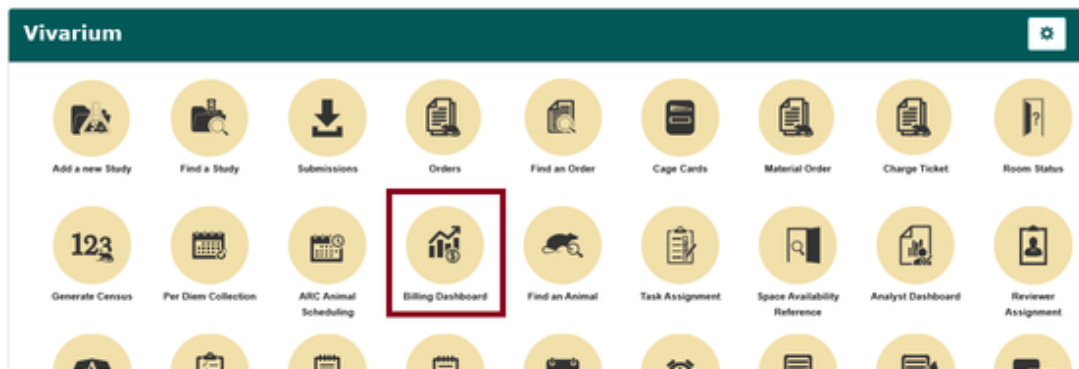 Vivarium
Add a new Study
Find a Study
Submissions
Orders
Find an Order
Cage Cards
Material Order
Charge Ticket
Room Status
?
123
Generate Census
Per Diem Collection
ARC Animal
Scheduling
Billing Dashboard
$
Find an Animal
Task Assignment
Space Availability
Reference
Analyst Dashboard
Reviewer
Assignment